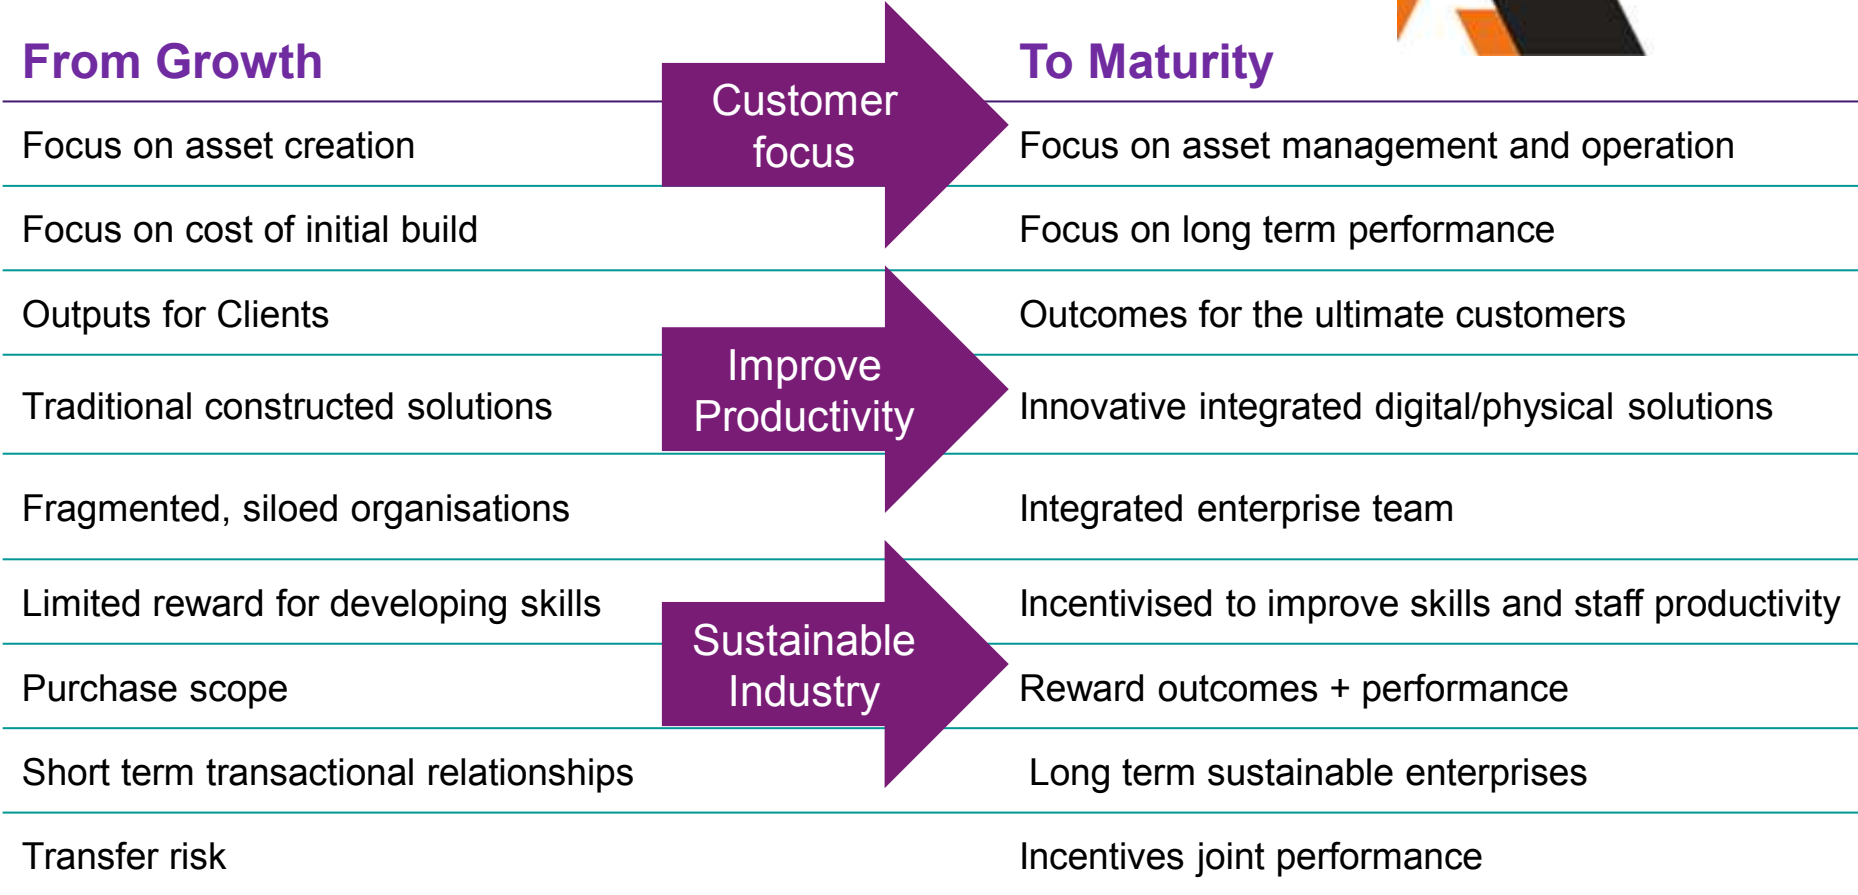 From Growth
To Maturity
Customer
focus
Focus on asset creation
Focus on asset management and operation
Focus on cost of initial build
Focus on long term performance
Outputs for Clients
Outcomes for the ultimate customers
Improve
Productivity
Traditional constructed solutions
Innovative integrated digital/physical solutions
Fragmented, siloed organisations
Integrated enterprise team
Limited reward for developing skills
Incentivised to improve skills and staff productivity
Sustainable
Industry
Purchase scope
Reward outcomes + performance
Short term transactional relationships
Long term sustainable enterprises
Transfer risk
Incentives joint performance